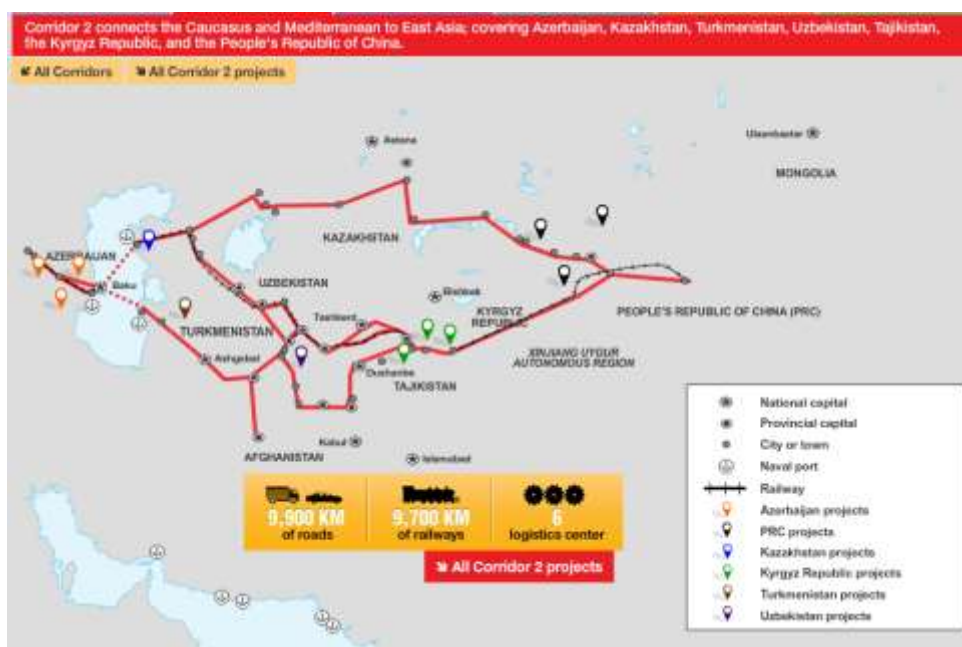 Corridor 2 connects the Caucasus and Mediterranean to East Asia; covering Azerbaijan, Kazakhstan, Turkmenistan, Uzbekistan, Tajikistan,
the Kyrgyz Republic, and the People's Republic of China.
All Corridors
All Corridor 2 projects
Astana
Ulaanbaatar
MONGOLIA
KAZAKHSTAN
AZERBAIJAN
Baku
UZBEKISTAN
Bishkek
KYRGYZ
REPUBLIC
Tashkent
PEOPLE'S REPUBLIC OF CHINA (PRC)
TURKMENISTAN
XINJIANG UYGUR
AUTONOMOUS REGION
Ashgabat
Dushanbe
TAJIKISTAN
Kabul
AFGHANISTAN
Islamabad
9,900 KM
of roads
9,700 KM
of railways
6
logistics center
All Corridor 2 projects
National capital
Provincial capital
City or town
Naval port
Railway
Azerbaijan projects
PRC projects
Kazakhstan projects
Kyrgyz Republic projects
Turkmenistan projects
Uzbekistan projects